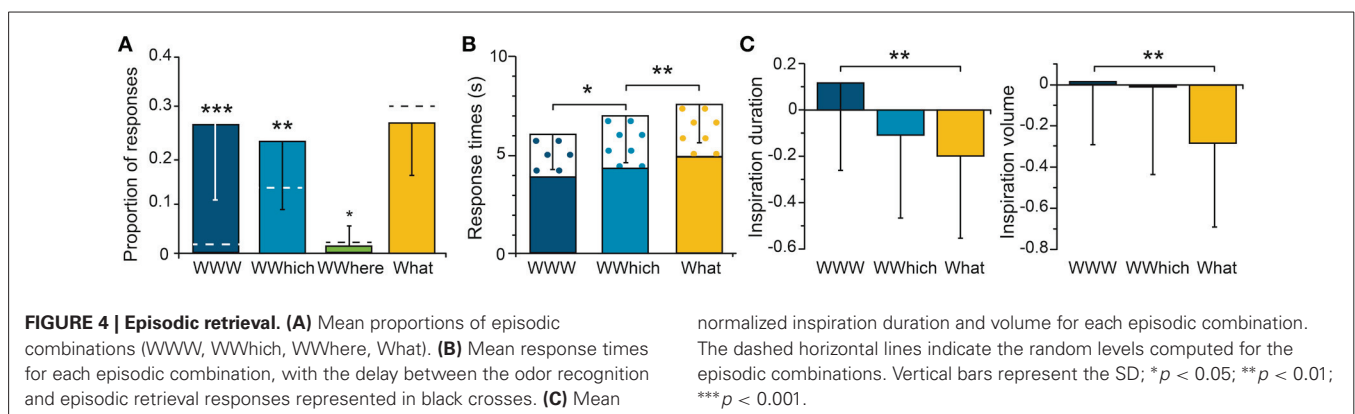 A
0.4
0.3
0.2
0.1
0
Proportion of responses
***
**
*
WWW WWhich WWhere What
B
10
5
0
Response times (s)
*
**
WWW WWhich What
C
0.2
0
-0.2
-0.4
-0.6
Inspiration duration
**
WWW WWhich What
0
-0.2
-0.4
-0.6
-0.8
Inspiration volume
**
WWW WWhich What
FIGURE 4 | Episodic retrieval. (A) Mean proportions of episodic
combinations (WWW, WWhich, WWhere, What). (B) Mean response times
for each episodic combination, with the delay between the odor recognition
and episodic retrieval responses represented in black crosses. (C) Mean
normalized inspiration duration and volume for each episodic combination.
The dashed horizontal lines indicate the random levels computed for the
episodic combinations. Vertical bars represent the SD; *p < 0.05; **p < 0.01;
***p < 0.001.